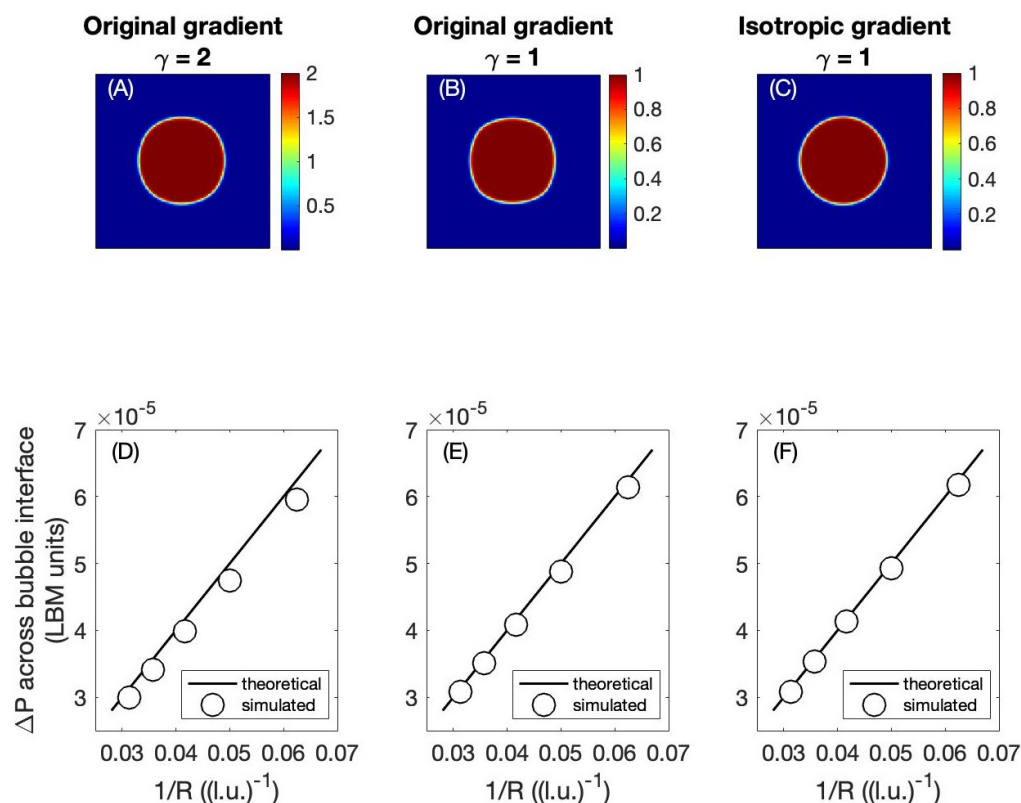 Original gradient
γ = 2
Original gradient
γ = 1
Isotropic gradient
γ = 1
(A)
2
1.5
1
0.5
(B)
1
0.8
0.6
0.4
0.2
(C)
1
0.8
0.6
0.4
0.2
ΔP across bubble interface
(LBM units)
×10⁻⁵
(D)
7
6
5
4
3
theoretical
simulated
0.03 0.04 0.05 0.06 0.07
1/R ((l.u.)⁻¹)
×10⁻⁵
(E)
7
6
5
4
3
theoretical
simulated
0.03 0.04 0.05 0.06 0.07
1/R ((l.u.)⁻¹)
×10⁻⁵
(F)
7
6
5
4
3
theoretical
simulated
0.03 0.04 0.05 0.06 0.07
1/R ((l.u.)⁻¹)